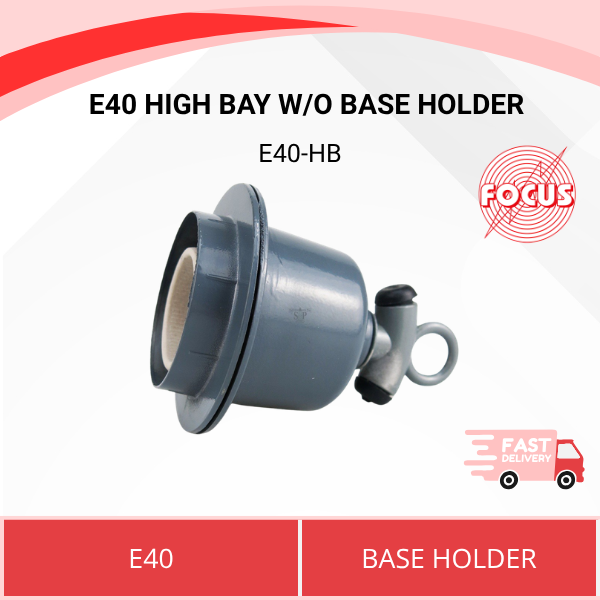 E40 HIGH BAY W/O BASE HOLDER
E40-HB
FOCUS
FAST
DELIVERY
E40
BASE HOLDER